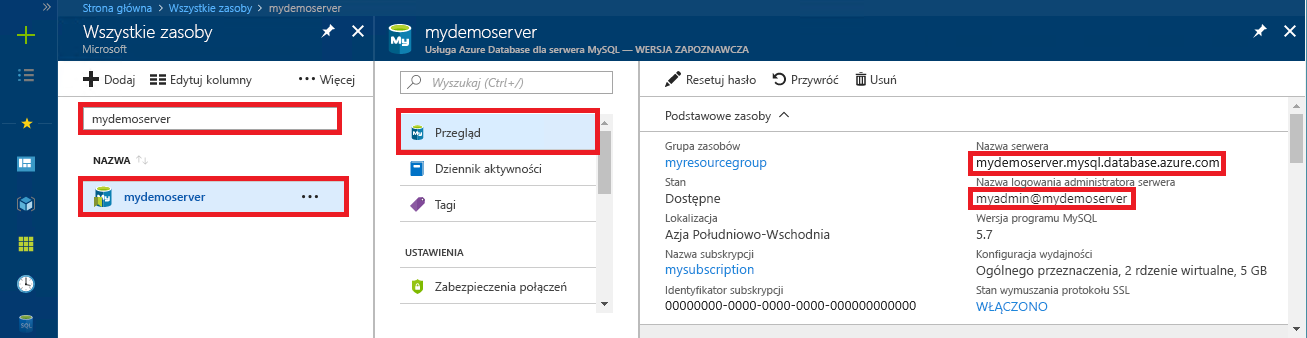 Strona główna > Wszystkie zasoby > mydemoserver
Wszystkie zasoby
Microsoft
Dodaj
Edytuj kolumny
Więcej
mydemoserver
NAZWA
mydemoserver
My
mydemoserver
Usługa Azure Database dla serwera MySQL — WERSJA ZAPOZNAWCZA
Wyszukaj (Ctrl+/)
Przegląd
Dziennik aktywności
Tagi
USTAWIENIA
Zabezpieczenia połączeń
Resetuj hasło
Przywróć
Usuń
Podstawowe zasoby
Grupa zasobów
myresourcegroup
Stan
Dostępne
Lokalizacja
Azja Południowo-Wschodnia
Nazwa subskrypcji
mysubscription
Identyfikator subskrypcji
00000000-0000-0000-0000-000000000000
Nazwa serwera
mydemoserver.mysql.database.azure.com
Nazwa logowania administratora serwera
myadmin@mydemoserver
Wersja programu MySQL
5.7
Konfiguracja wydajności
Ogólnego przeznaczenia, 2 rdzenie wirtualne, 5 GB
Stan wymuszania protokołu SSL
WŁĄCZONO
SQL